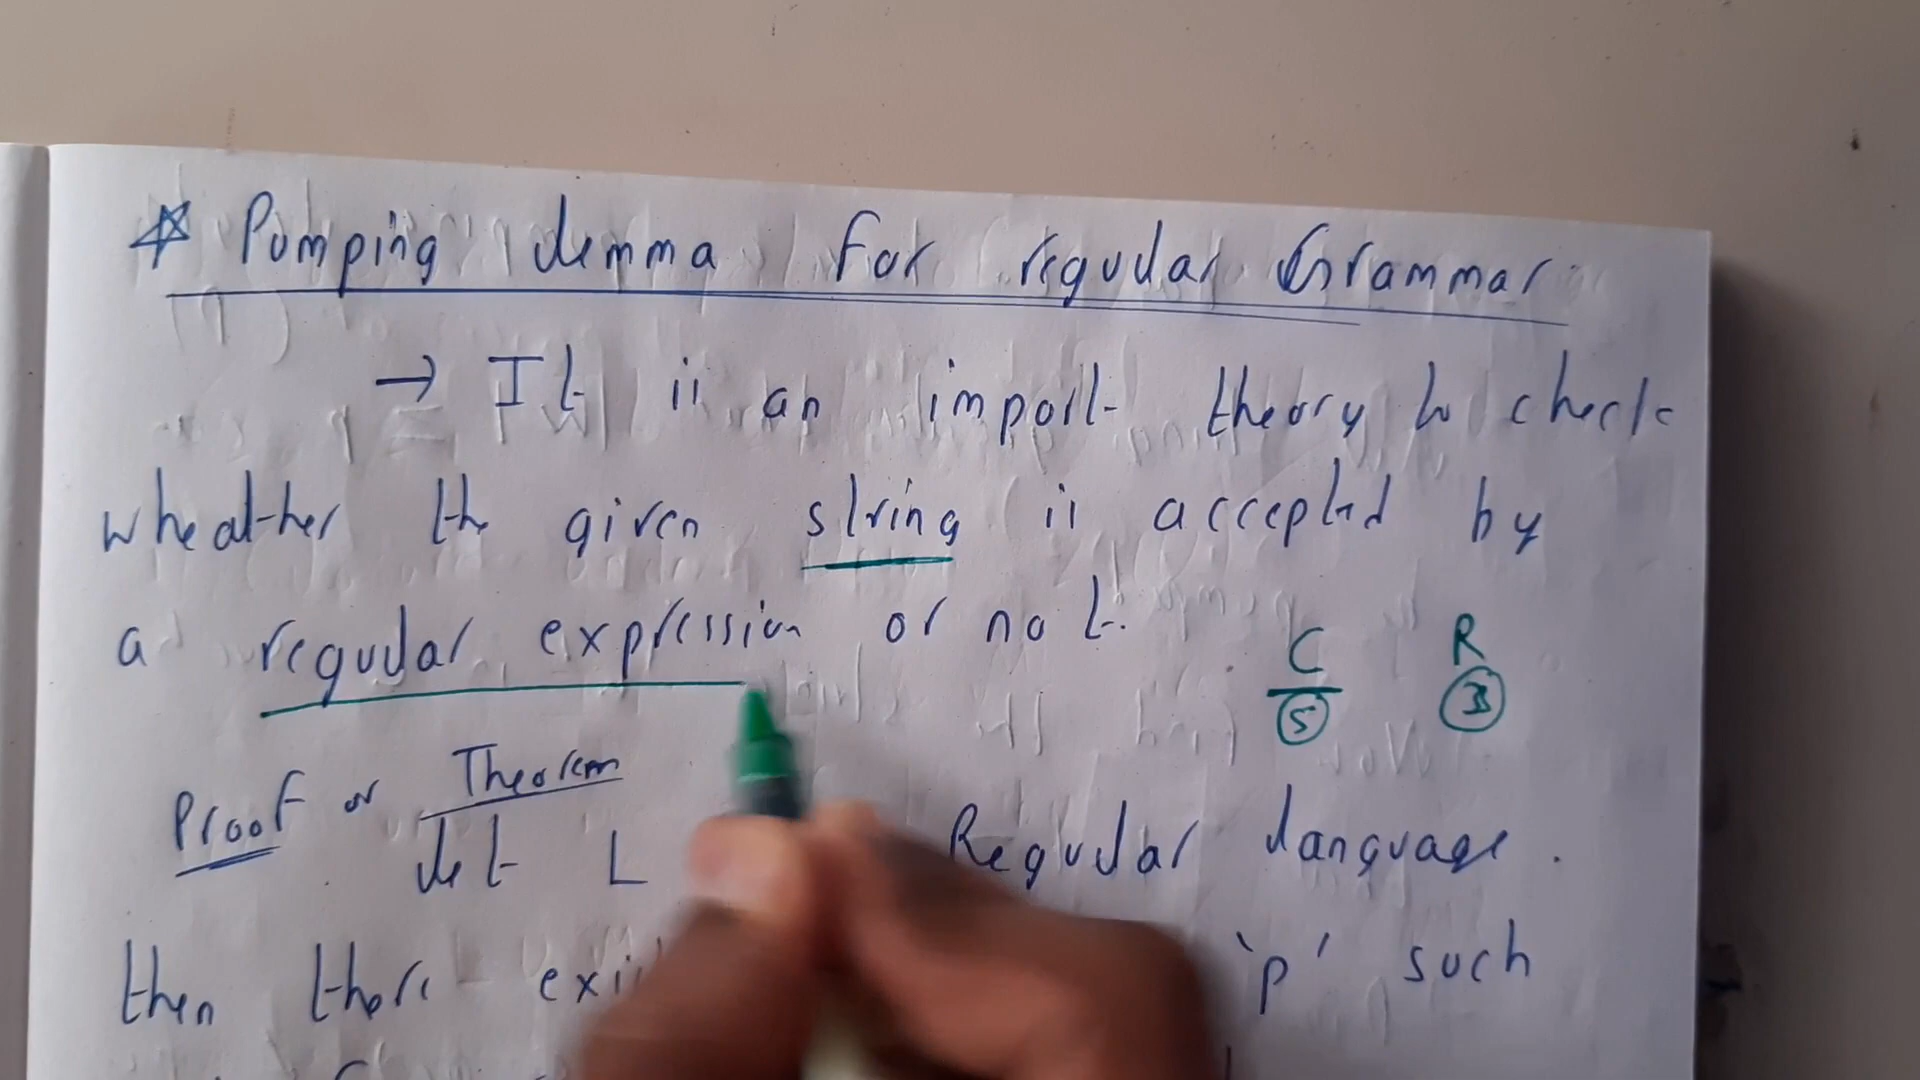 ☆ Pumping Lemma for regular Grammar
→ It is an import theory to check
wheather the given string is accepted by
a regular expression or not.
C R
5 3
Proof or Theorem
Let L Regular Language.
then there exi 'p' such